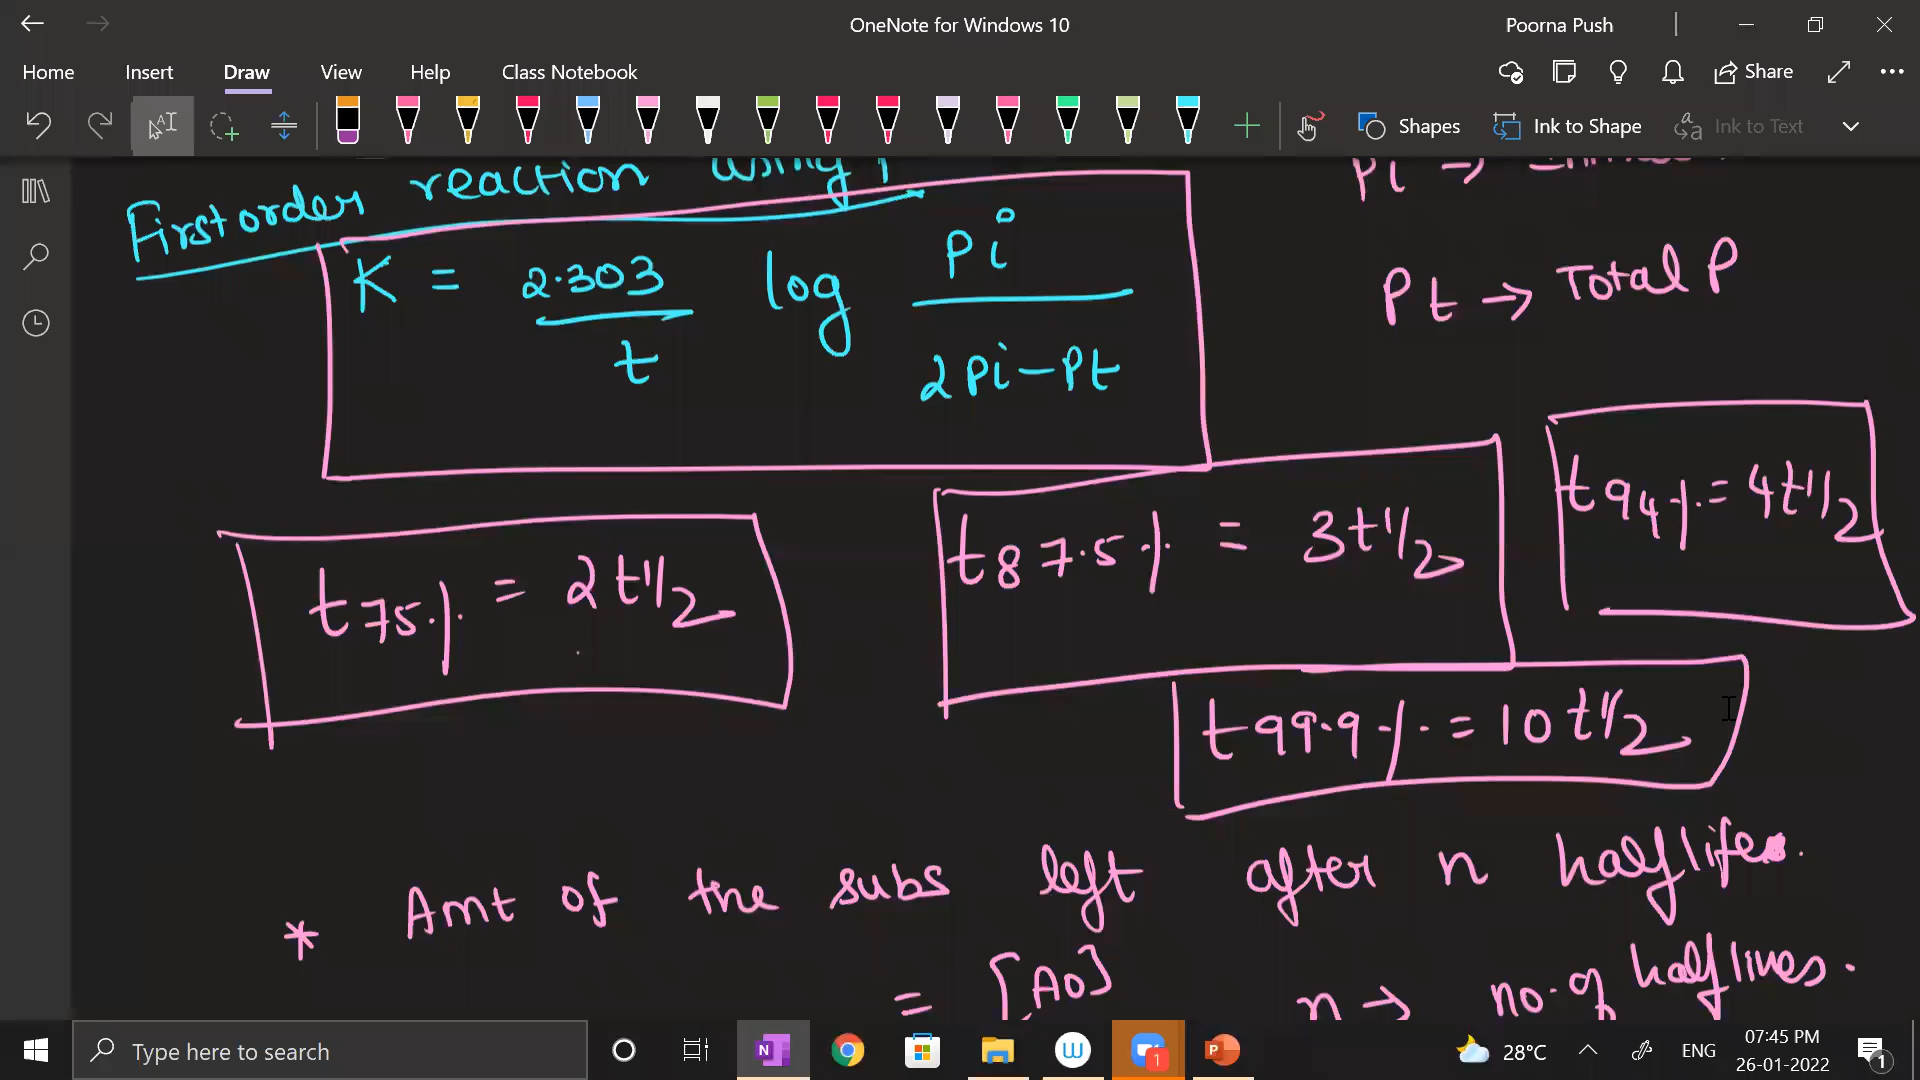 OneNote for Windows 10
Poorna Push
Home Insert Draw View Help Class Notebook
Share
Shapes Ink to Shape Ink to Text
First order reaction using
Pi →
K = 2.303 / t log Pi / 2Pi-Pt
Pt → Total P
t94% = 4t1/2
t87.5% = 3t1/2
t75% = 2t1/2
t99.9% = 10t1/2
* Amt of the subs left after n halflifes.
= [A0] n → no. of halflives.
Type here to search
28°C
ENG
07:45 PM
26-01-2022